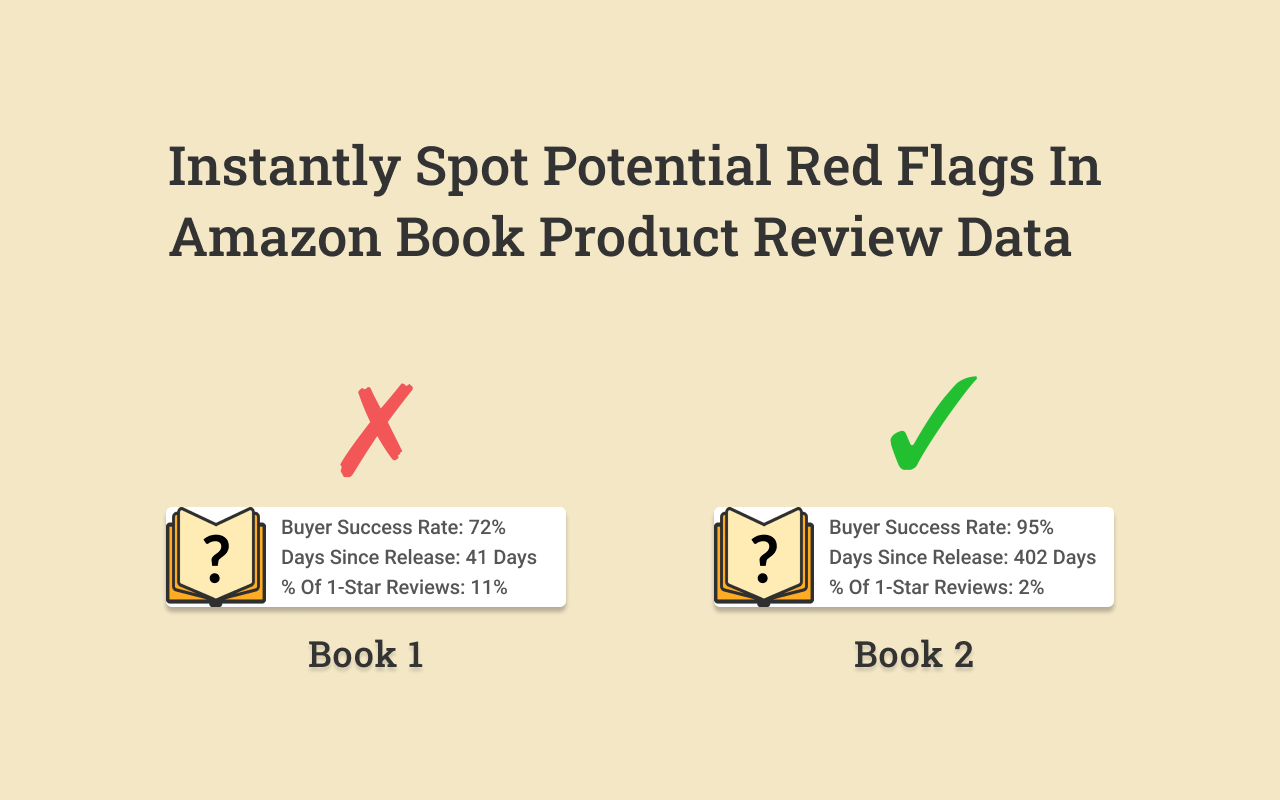 Instantly Spot Potential Red Flags In
Amazon Book Product Review Data
✗
✓
?
Buyer Success Rate: 72%
Days Since Release: 41 Days
% Of 1-Star Reviews: 11%
Book 1
?
Buyer Success Rate: 95%
Days Since Release: 402 Days
% Of 1-Star Reviews: 2%
Book 2